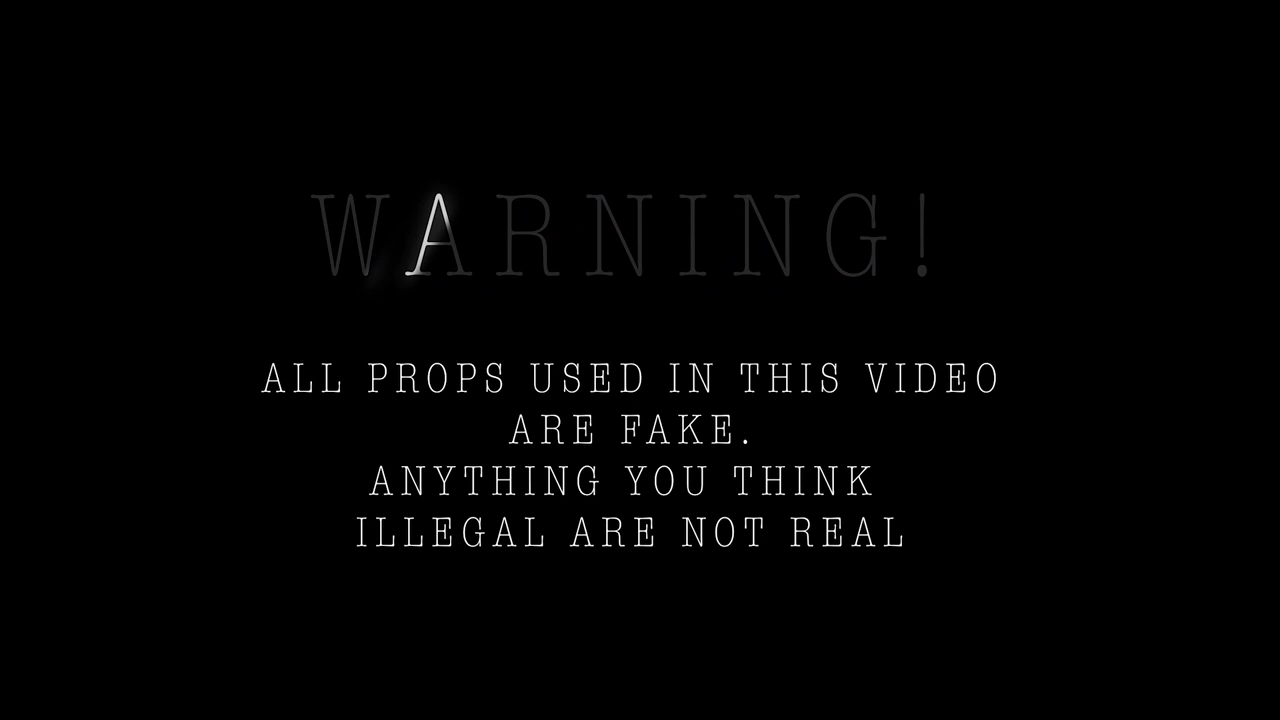 WARNING!
ALL PROPS USED IN THIS VIDEO
ARE FAKE.
ANYTHING YOU THINK
ILLEGAL ARE NOT REAL